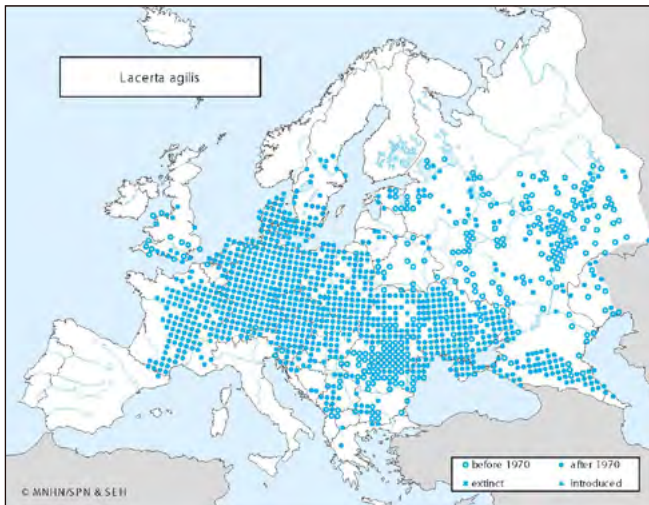 Lacerta agilis
before 1970 after 1970
extinct introduced
© MNHN/SPN & SEH